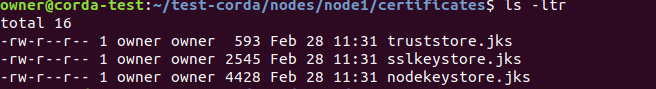 owner@corda-test:~/test-corda/nodes/node1/certificates$ ls -ltr
total 16
-rw-r--r-- 1 owner owner  593 Feb 28 11:31 truststore.jks
-rw-r--r-- 1 owner owner 2545 Feb 28 11:31 sslkeystore.jks
-rw-r--r-- 1 owner owner 4428 Feb 28 11:31 nodekeystore.jks